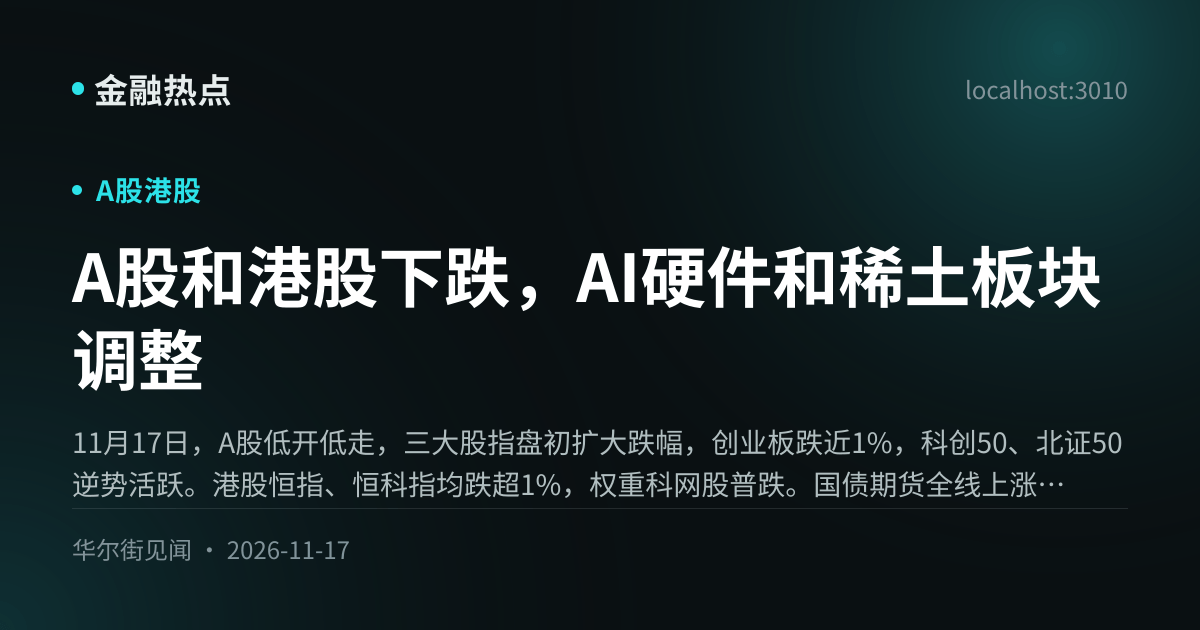 金融热点
localhost:3010
A股港股
A股和港股下跌，AI硬件和稀土板块
调整
11月17日，A股低开低走，三大股指盘初扩大跌幅，创业板跌近1%，科创50、北证50
逆势活跃。港股恒指、恒科指均跌超1%，权重科网股普跌。国债期货全线上涨…
华尔街见闻 · 2026-11-17